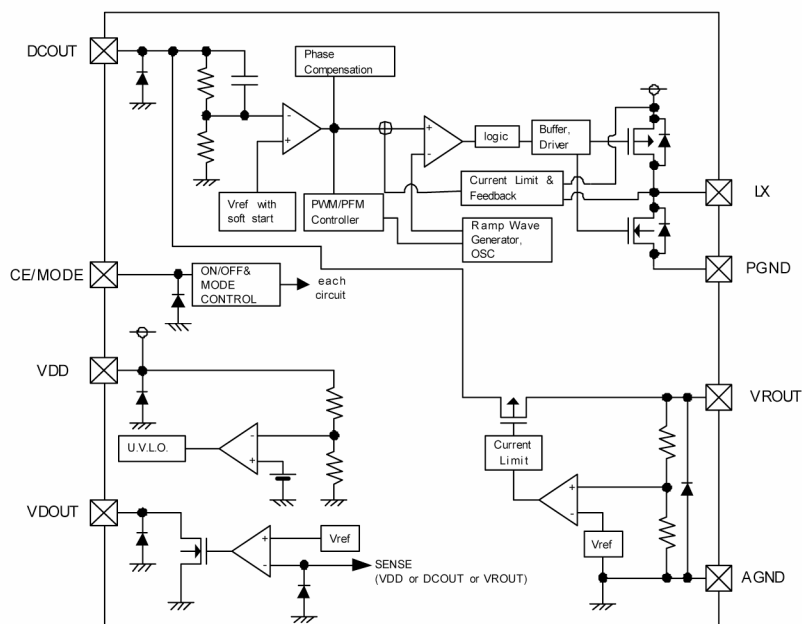 DCOUT
Phase
Compensation
-
+
+
-
logic
Buffer,
Driver
Current Limit &
Feedback
LX
Vref with
soft start
PWM/PFM
Controller
Ramp Wave
Generator,
OSC
PGND
CE/MODE
ON/OFF&
MODE
CONTROL
each
circuit
VDD
U.V.L.O.
-
+
VROUT
Current
Limit
+
-
Vref
AGND
VDOUT
+
-
Vref
SENSE
(VDD or DCOUT or VROUT)